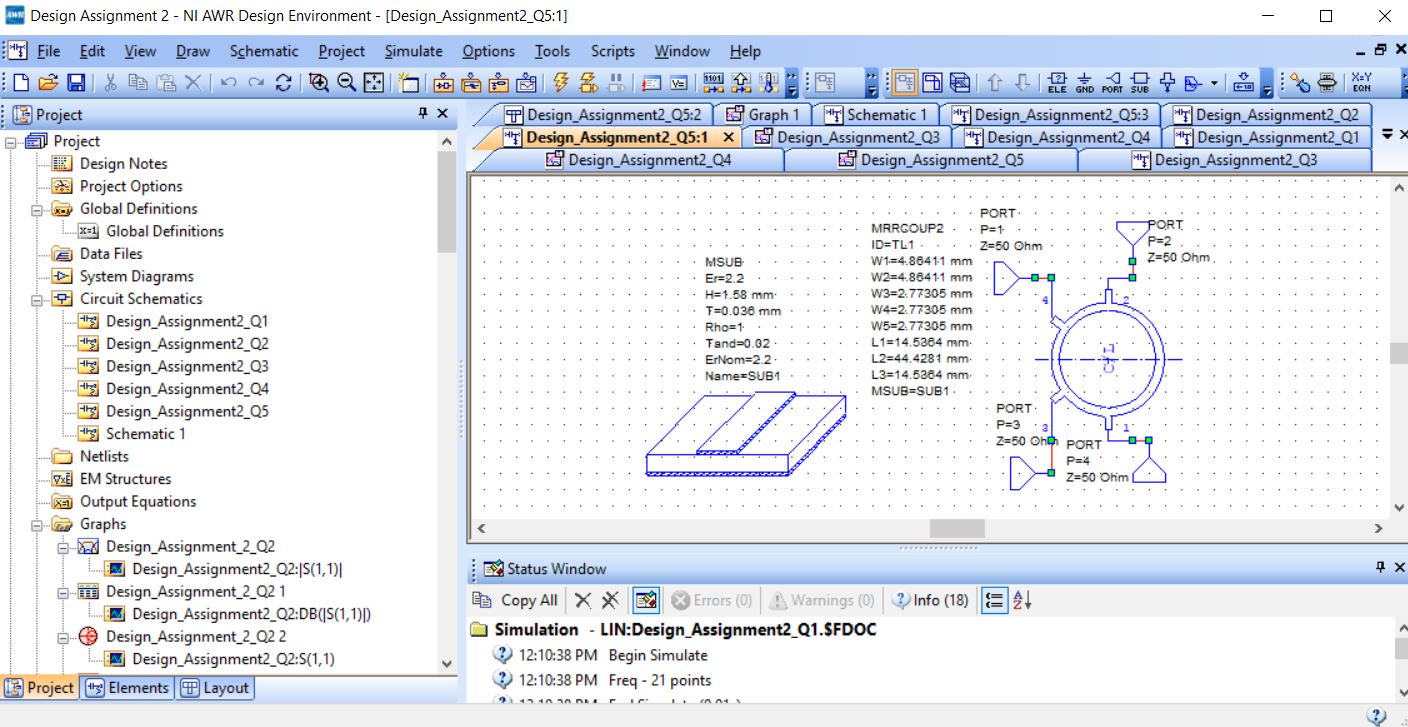 AWR Design Assignment 2 - NI AWR Design Environment - [Design_Assignment2_Q5:1]
File Edit View Draw Schematic Project Simulate Options Tools Scripts Window Help
ELE GND PORT SUB X=Y EQN
Project
Design_Assignment2_Q5:2 Graph 1 Schematic 1 Design_Assignment2_Q5:3 Design_Assignment2_Q2
Design_Assignment2_Q5:1 Design_Assignment2_Q3 Design_Assignment2_Q4 Design_Assignment2_Q1
Design_Assignment2_Q4 Design_Assignment2_Q5 Design_Assignment2_Q3
Project
Design Notes
Project Options
Global Definitions
Global Definitions
Data Files
System Diagrams
Circuit Schematics
Design_Assignment2_Q1
Design_Assignment2_Q2
Design_Assignment2_Q3
Design_Assignment2_Q4
Design_Assignment2_Q5
Schematic 1
Netlists
EM Structures
Output Equations
Graphs
Design_Assignment_2_Q2
Design_Assignment2_Q2:|S(1,1)|
Design_Assignment_2_Q2 1
Design_Assignment2_Q2:DB(|S(1,1)|)
Design_Assignment_2_Q2 2
Design_Assignment2_Q2:S(1,1)
Project Elements Layout
MSUB
Er=2.2
H=1.58 mm
T=0.036 mm
Rho=1
Tand=0.02
ErNom=2.2
Name=SUB1
MRRCOUP2
ID=TL1
W1=4.86411 mm
W2=4.86411 mm
W3=2.77305 mm
W4=2.77305 mm
W5=2.77305 mm
L1=14.5364 mm
L2=44.4281 mm
L3=14.5364 mm
MSUB=SUB1
PORT
P=1
Z=50 Ohm
PORT
P=2
Z=50 Ohm
4
2
3
1
PORT
P=3
Z=50 Ohm
PORT
P=4
Z=50 Ohm
Status Window
Copy All Errors (0) Warnings (0) Info (18)
Simulation - LIN:Design_Assignment2_Q1.$FDOC
12:10:38 PM Begin Simulate
12:10:38 PM Freq - 21 points